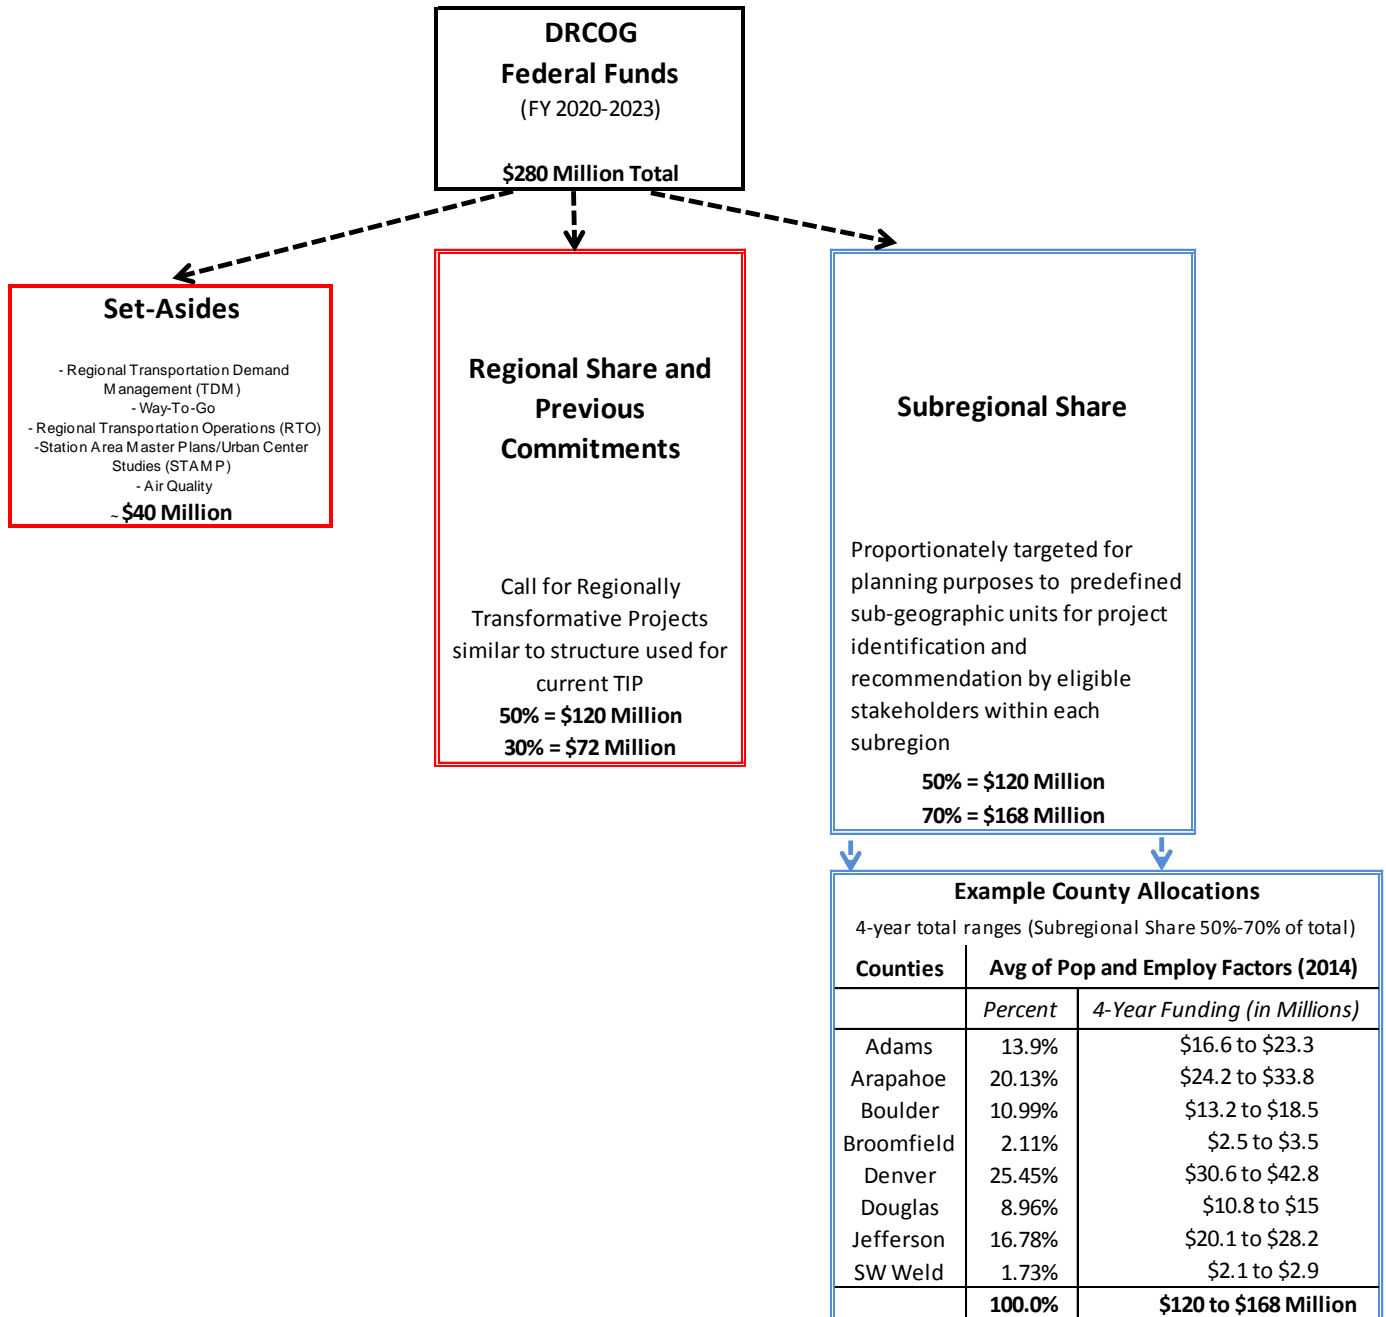 DRCOG
Federal Funds
(FY 2020-2023)
$280 Million Total
Set-Asides
- Regional Transportation Demand
Management (TDM)
- Way-To-Go
- Regional Transportation Operations (RTO)
-Station Area Master Plans/Urban Center
Studies (STAMP)
- Air Quality
~ $40 Million
Regional Share and
Previous
Commitments
Call for Regionally
Transformative Projects
similar to structure used for
current TIP
50% = $120 Million
30% = $72 Million
Subregional Share
Proportionately targeted for
planning purposes to predefined
sub-geographic units for project
identification and
recommendation by eligible
stakeholders within each
subregion
50% = $120 Million
70% = $168 Million
Example County Allocations
4-year total ranges (Subregional Share 50%-70% of total)
Counties Avg of Pop and Employ Factors (2014)
Percent 4-Year Funding (in Millions)
Adams 13.9% $16.6 to $23.3
Arapahoe 20.13% $24.2 to $33.8
Boulder 10.99% $13.2 to $18.5
Broomfield 2.11% $2.5 to $3.5
Denver 25.45% $30.6 to $42.8
Douglas 8.96% $10.8 to $15
Jefferson 16.78% $20.1 to $28.2
SW Weld 1.73% $2.1 to $2.9
100.0% $120 to $168 Million